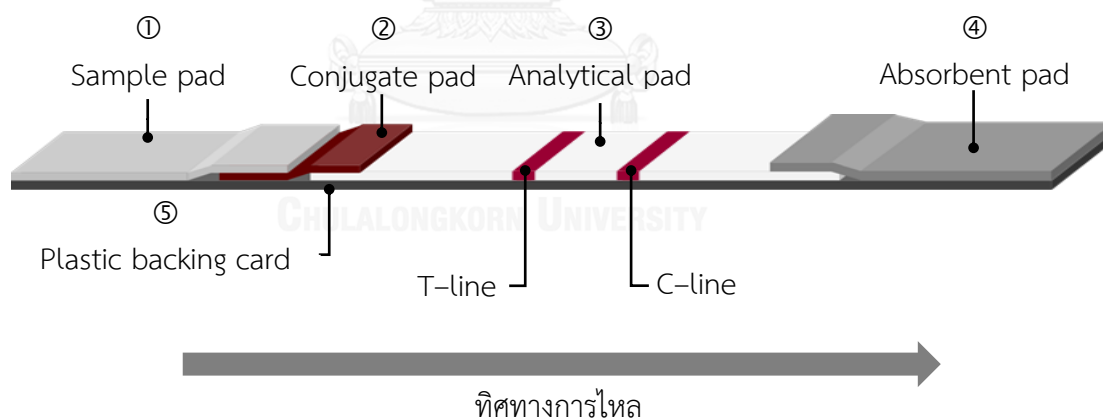 ① ② ③ ④
Sample pad Conjugate pad Analytical pad Absorbent pad
CHULALONGKORN UNIVERSITY
⑤
Plastic backing card
T–line C–line
ทิศทางการไหล